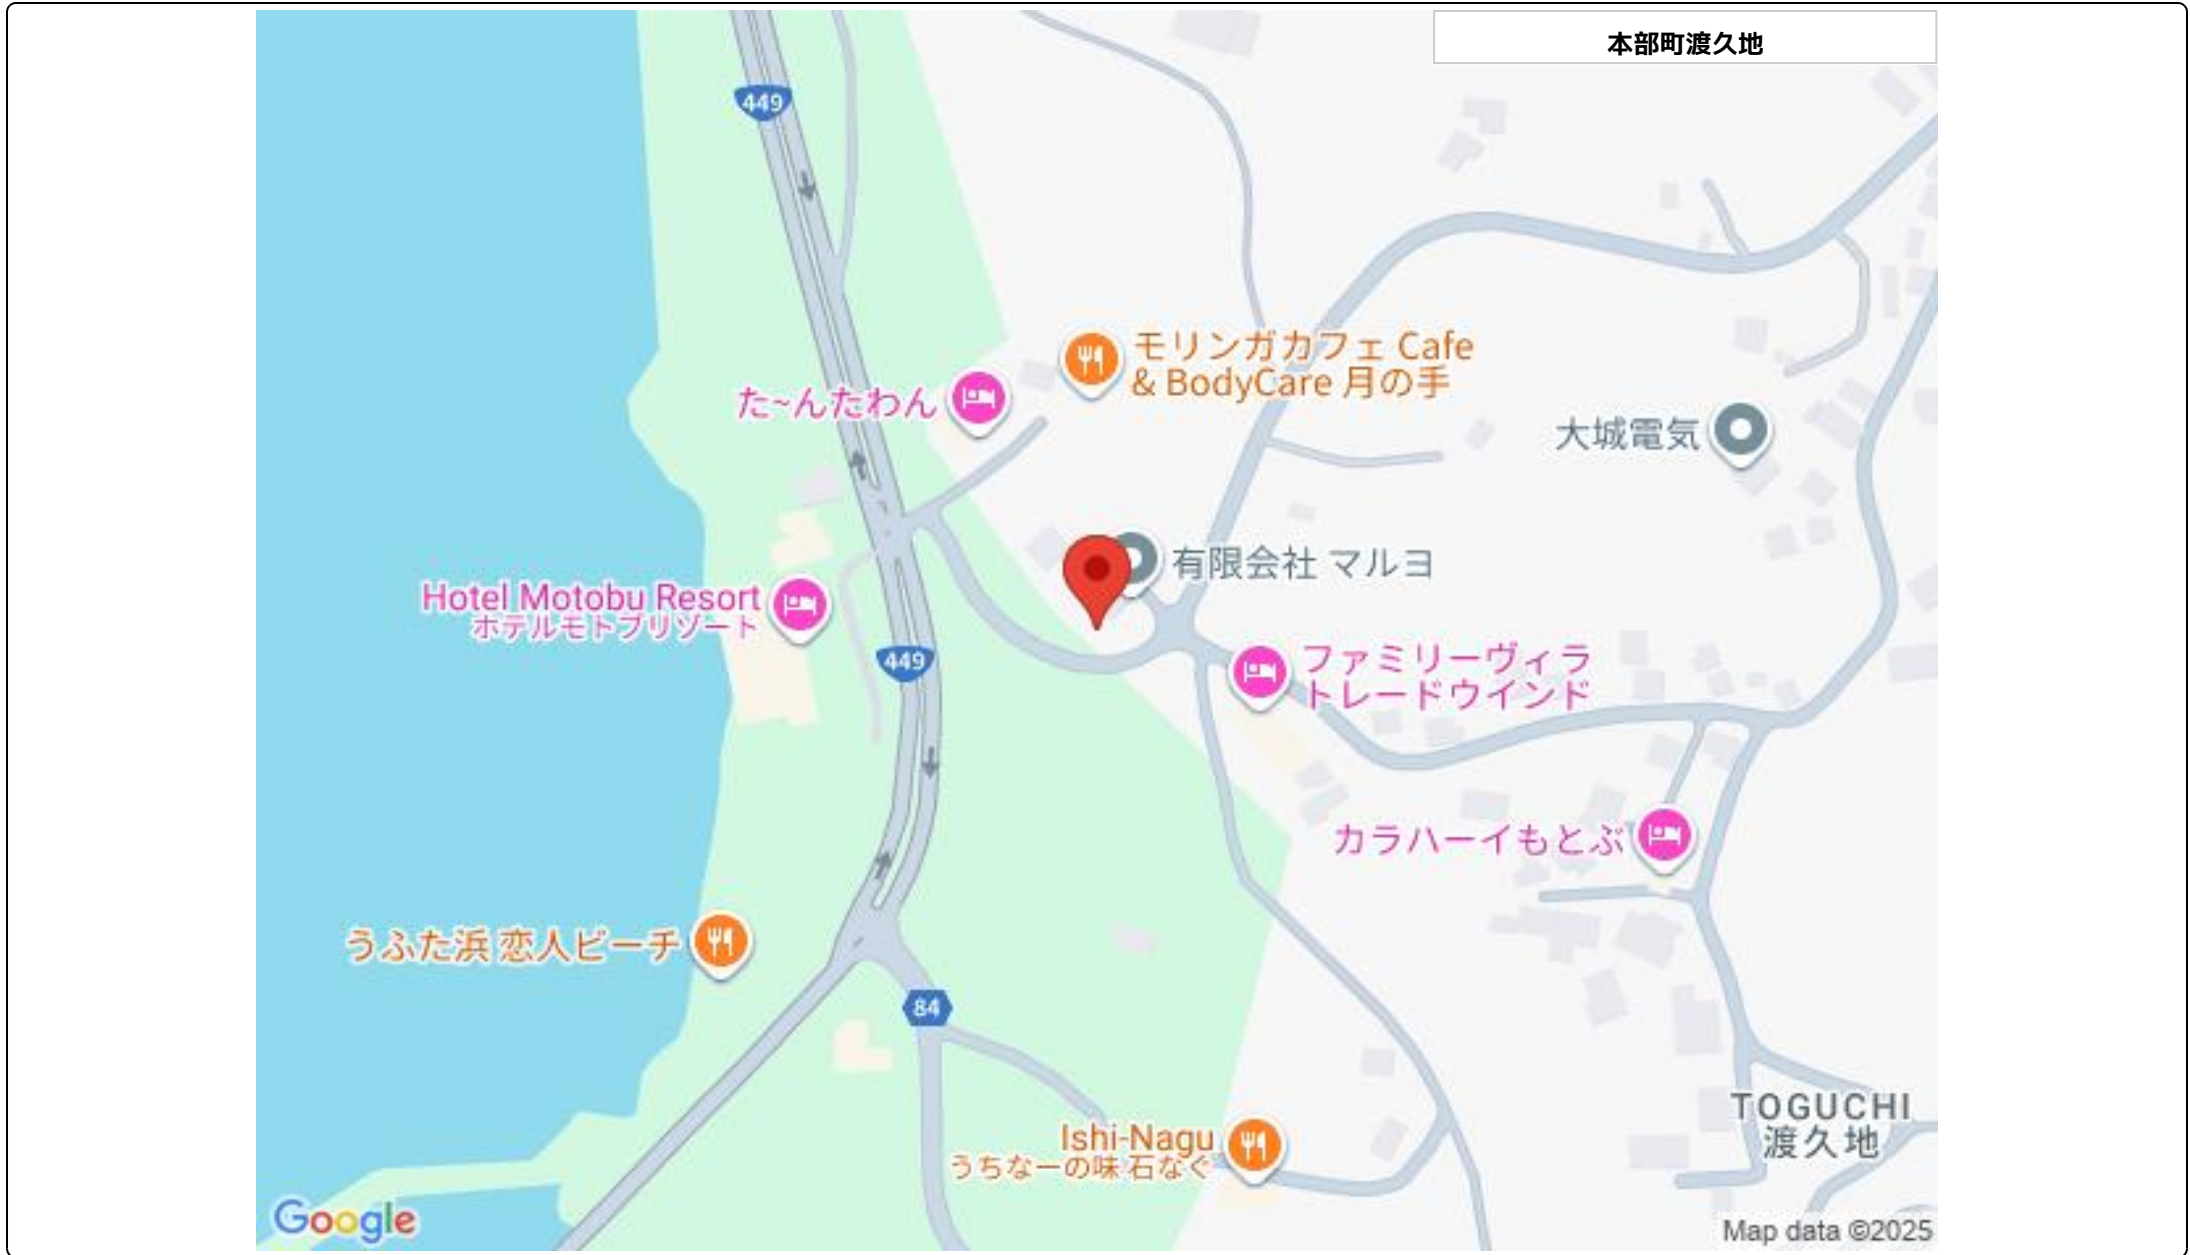 本部町渡久地
449
モリンガカフェ Cafe
& BodyCare 月の手
た~んたわん
大城電気
有限会社 マルヨ
Hotel Motobu Resort
ホテルモトブリゾート
449
ファミリーヴィラ
トレードウインド
カラハーイもとぶ
うふた浜 恋人ビーチ
84
TOGUCHI
渡久地
Ishi-Nagu
うちなーの味 石なぐ
Google
Map data ©2025